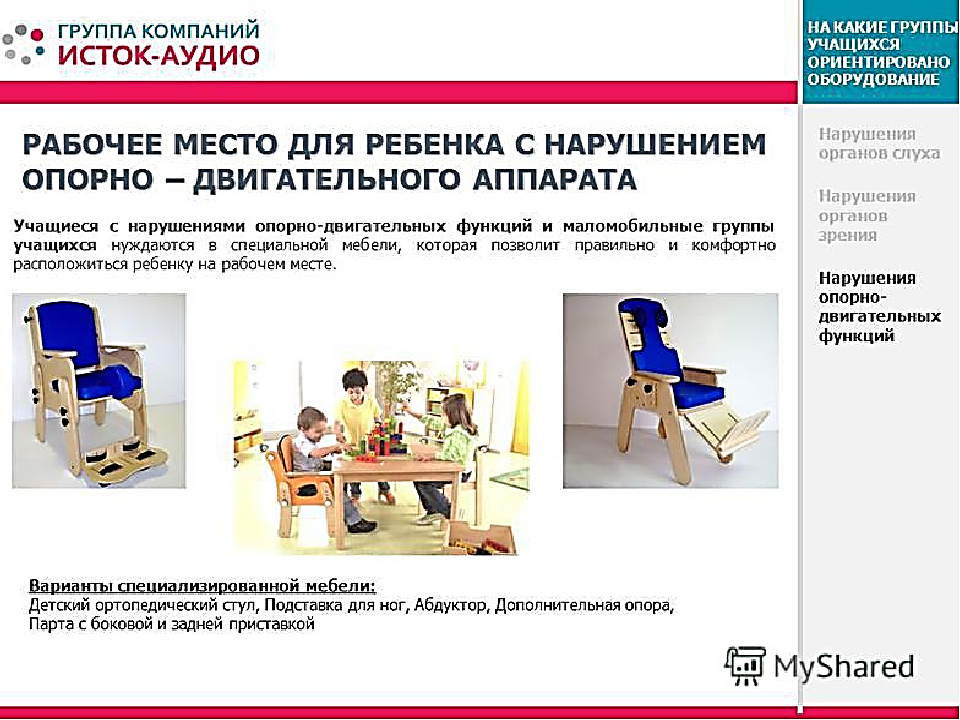 ГРУППА КОМПАНИЙ
ИСТОК-АУДИО
НА КАКИЕ ГРУППЫ
УЧАЩИХСЯ
ОРИЕНТИРОВАНО
ОБОРУДОВАНИЕ
РАБОЧЕЕ МЕСТО ДЛЯ РЕБЕНКА С НАРУШЕНИЕМ
ОПОРНО – ДВИГАТЕЛЬНОГО АППАРАТА
Учащиеся с нарушениями опорно-двигательных функций и маломобильные группы
учащихся нуждаются в специальной мебели, которая позволит правильно и комфортно
расположиться ребенку на рабочем месте.
Варианты специализированной мебели:
Детский ортопедический стул, Подставка для ног, Абдуктор, Дополнительная опора,
Парта с боковой и задней приставкой
Нарушения
органов слуха
Нарушения
органов
зрения
Нарушения
опорно-
двигательных
функций
MyShared